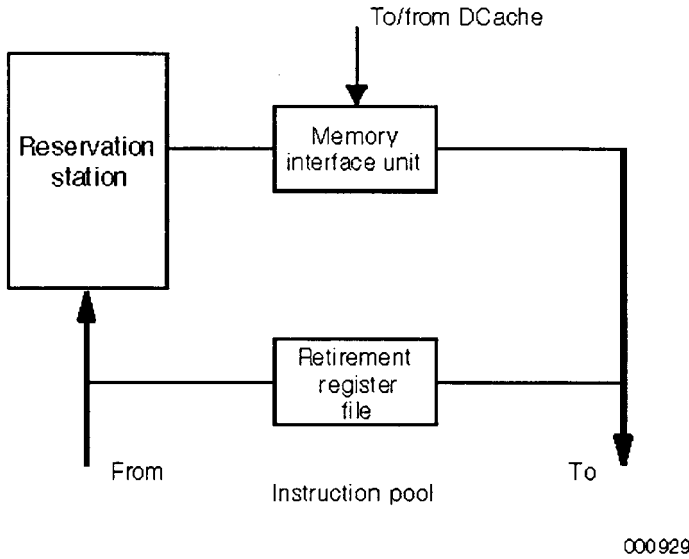 To/from DCache
Reservation
station
Memory
interface unit
Retirement
register
file
From
To
Instruction pool
000929